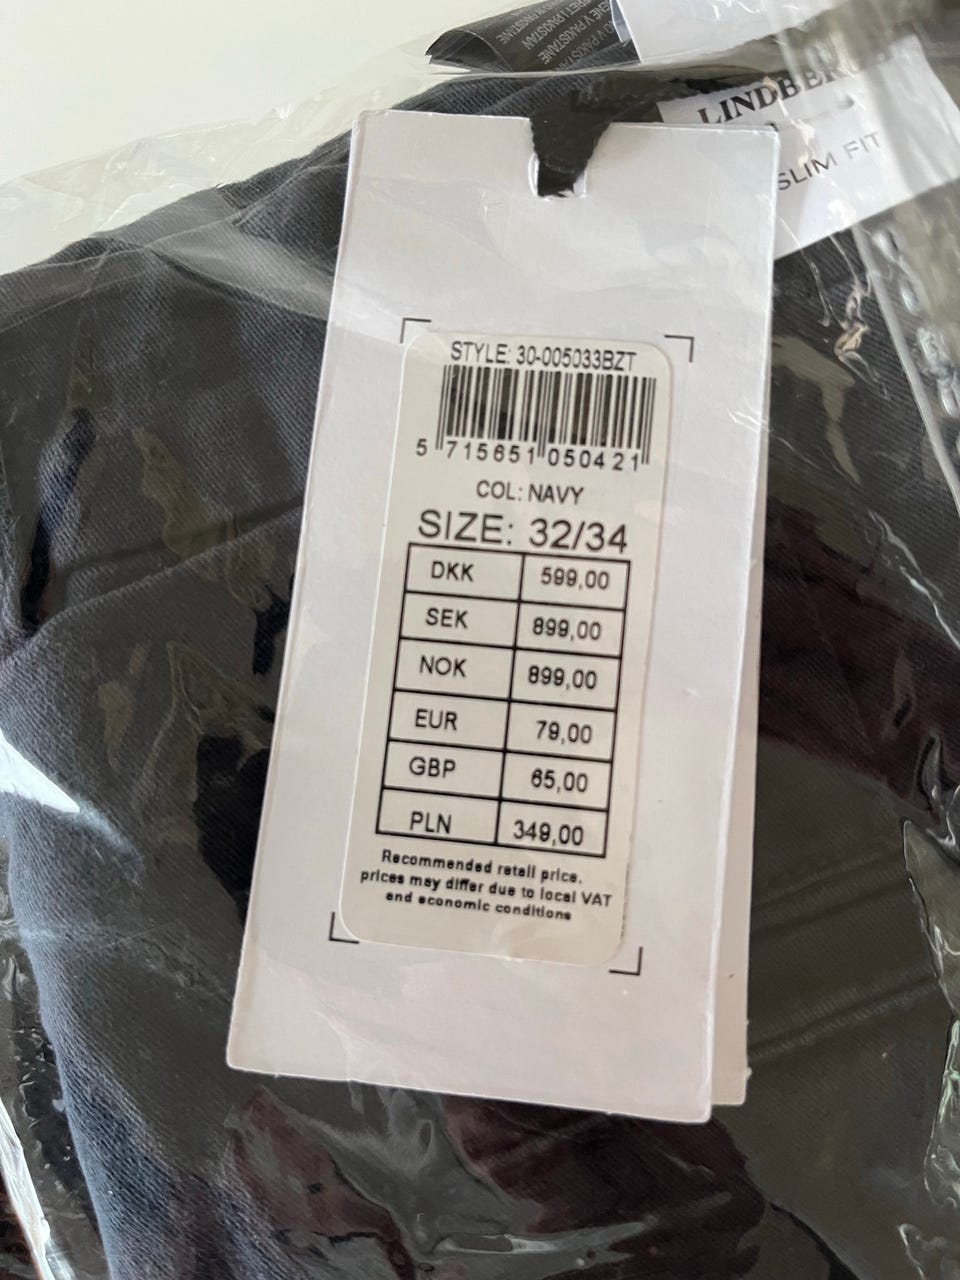 LINDBER
SLIM FIT
STYLE: 30-005033BZT
5 715651 050421
COL: NAVY
SIZE: 32/34
DKK 599,00
SEK 899,00
NOK 899,00
EUR 79,00
GBP 65,00
PLN 349,00
Recommended retail price.
prices may differ due to local VAT
and economic conditions